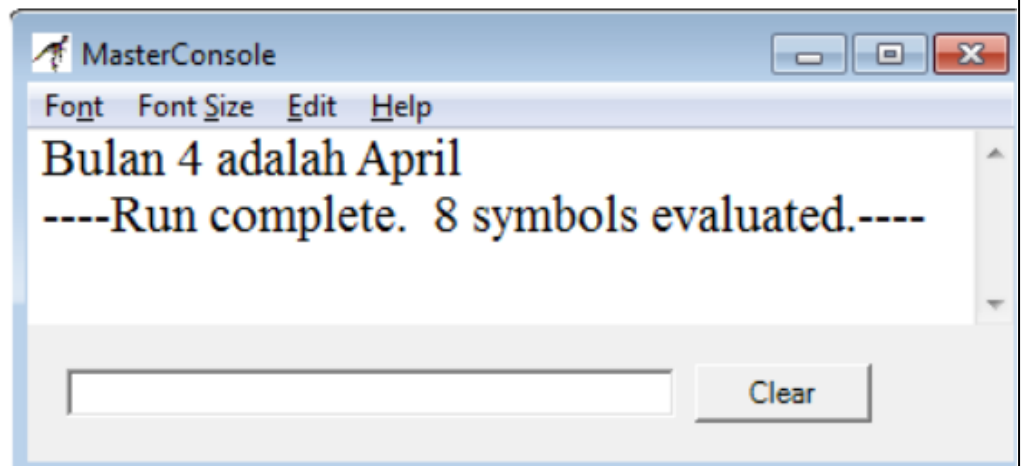 MasterConsole
Font Font Size Edit Help
Bulan 4 adalah April
----Run complete.  8 symbols evaluated.----
Clear